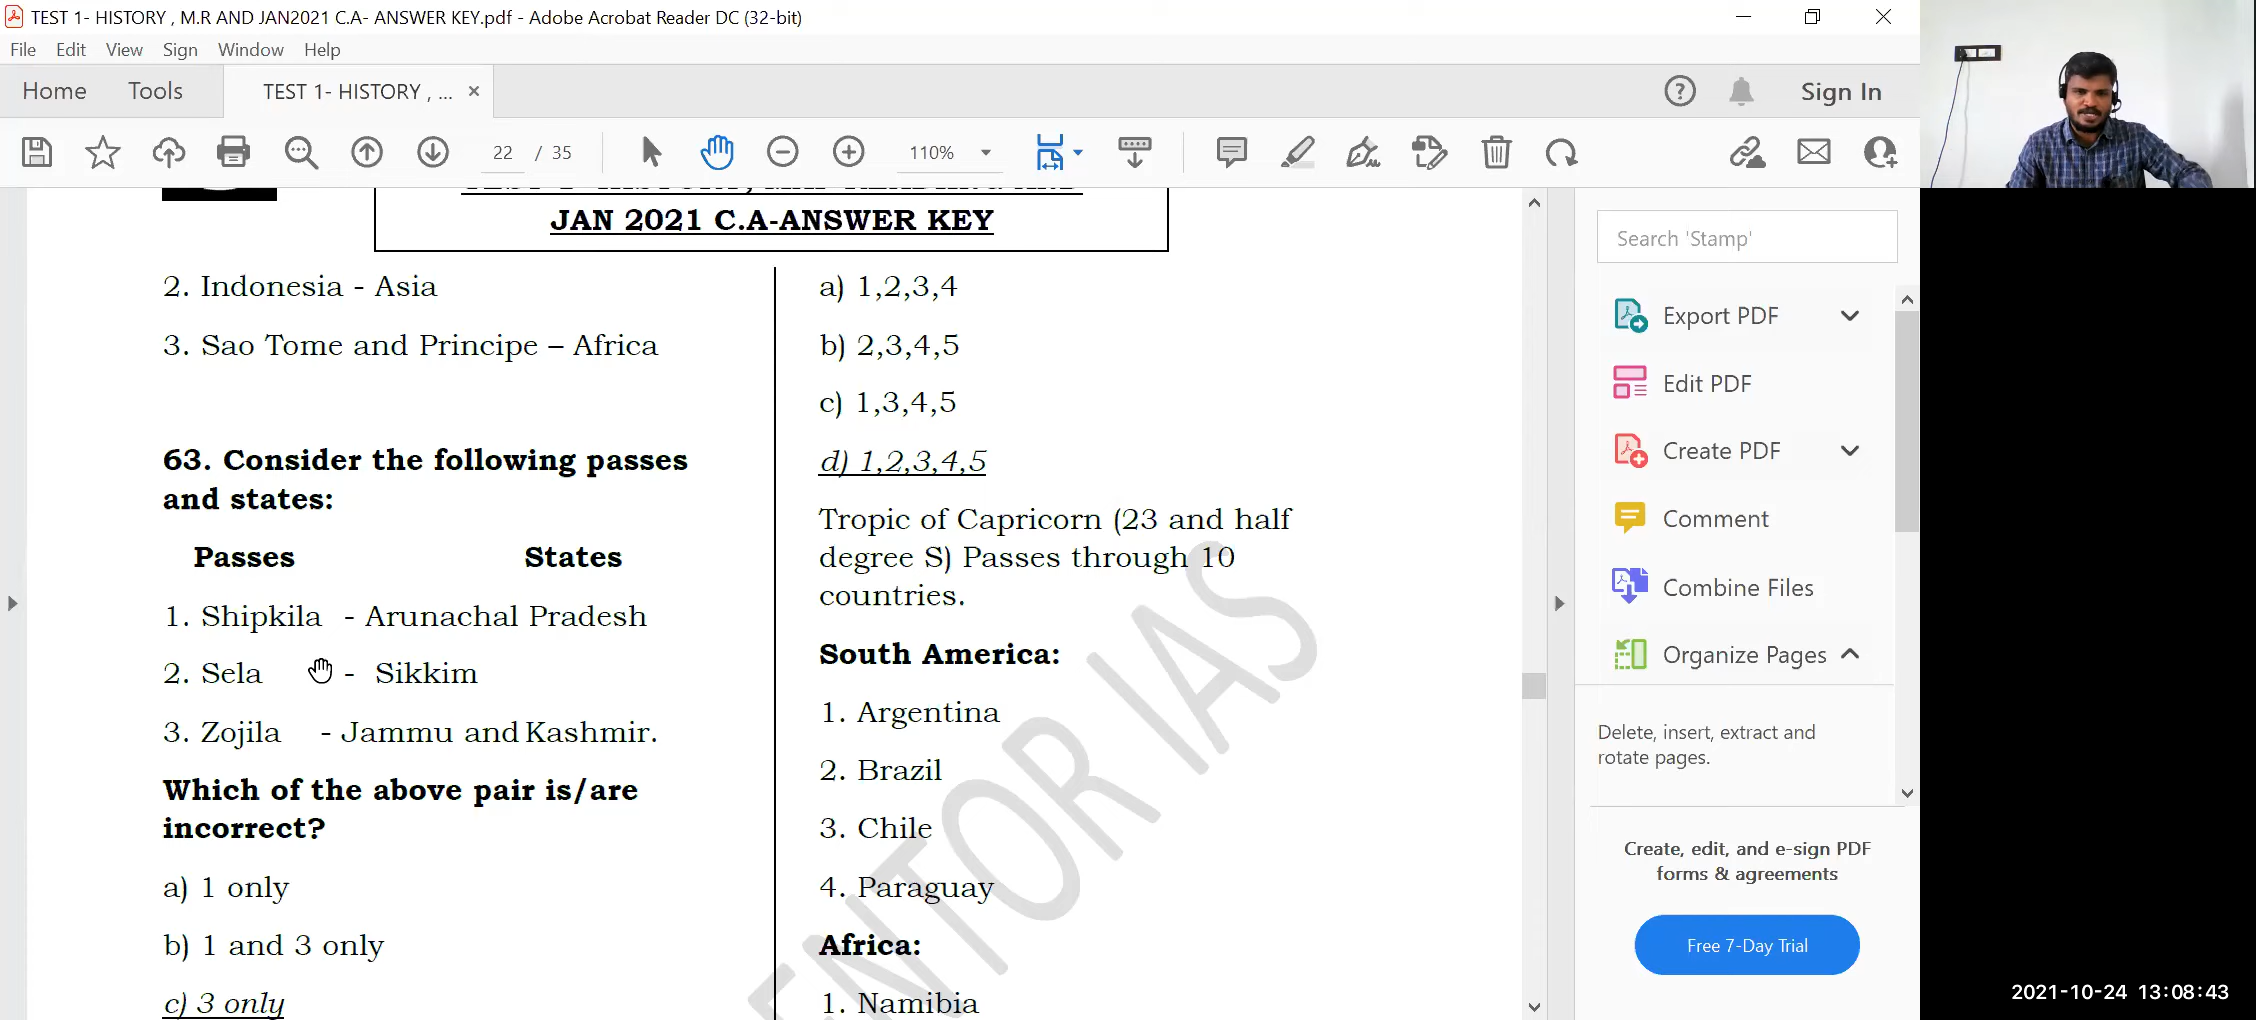 TEST 1- HISTORY , M.R AND JAN2021 C.A- ANSWER KEY.pdf - Adobe Acrobat Reader DC (32-bit)
File Edit View Sign Window Help
Home Tools TEST 1- HISTORY , ... ×
Sign In
22 / 35
110%
JAN 2021 C.A-ANSWER KEY
2. Indonesia - Asia
3. Sao Tome and Principe – Africa
63. Consider the following passes
and states:
Passes States
1. Shipkila - Arunachal Pradesh
2. Sela - Sikkim
3. Zojila - Jammu and Kashmir.
Which of the above pair is/are
incorrect?
a) 1 only
b) 1 and 3 only
c) 3 only
a) 1,2,3,4
b) 2,3,4,5
c) 1,3,4,5
d) 1,2,3,4,5
Tropic of Capricorn (23 and half
degree S) Passes through 10
countries.
South America:
1. Argentina
2. Brazil
3. Chile
4. Paraguay
Africa:
1. Namibia
ENTOR IAS
Search 'Stamp'
Export PDF
Edit PDF
Create PDF
Comment
Combine Files
Organize Pages
Delete, insert, extract and
rotate pages.
Create, edit, and e-sign PDF
forms & agreements
Free 7-Day Trial
2021-10-24 13:08:43